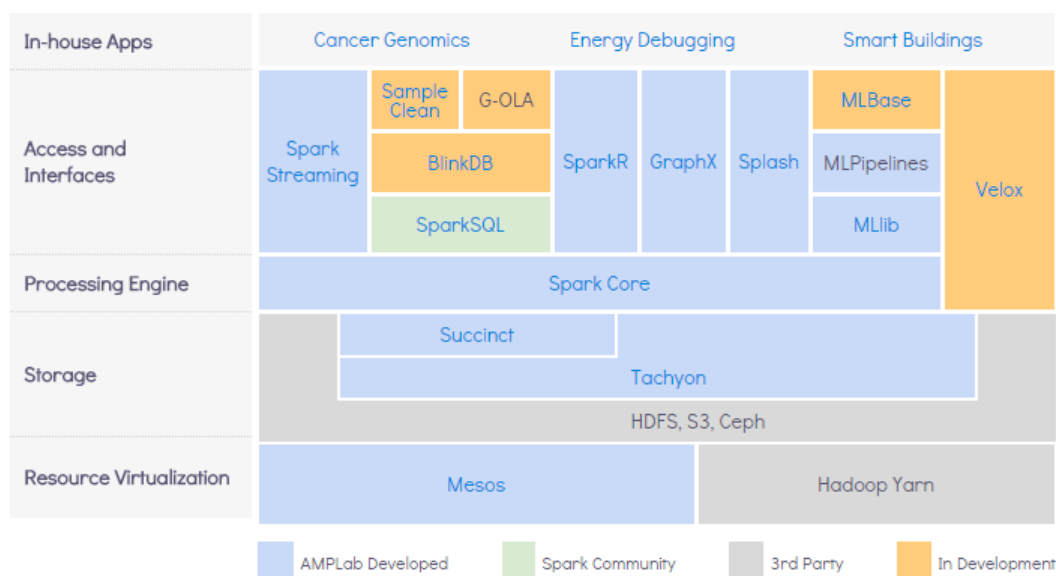 In-house Apps
Cancer Genomics
Energy Debugging
Smart Buildings
Access and
Interfaces
Spark
Streaming
Sample
Clean
G-OLA
BlinkDB
SparkSQL
SparkR
GraphX
Splash
MLBase
MLPipelines
MLlib
Velox
Processing Engine
Spark Core
Storage
Succinct
Tachyon
HDFS, S3, Ceph
Resource Virtualization
Mesos
Hadoop Yarn
AMPLab Developed
Spark Community
3rd Party
In Development